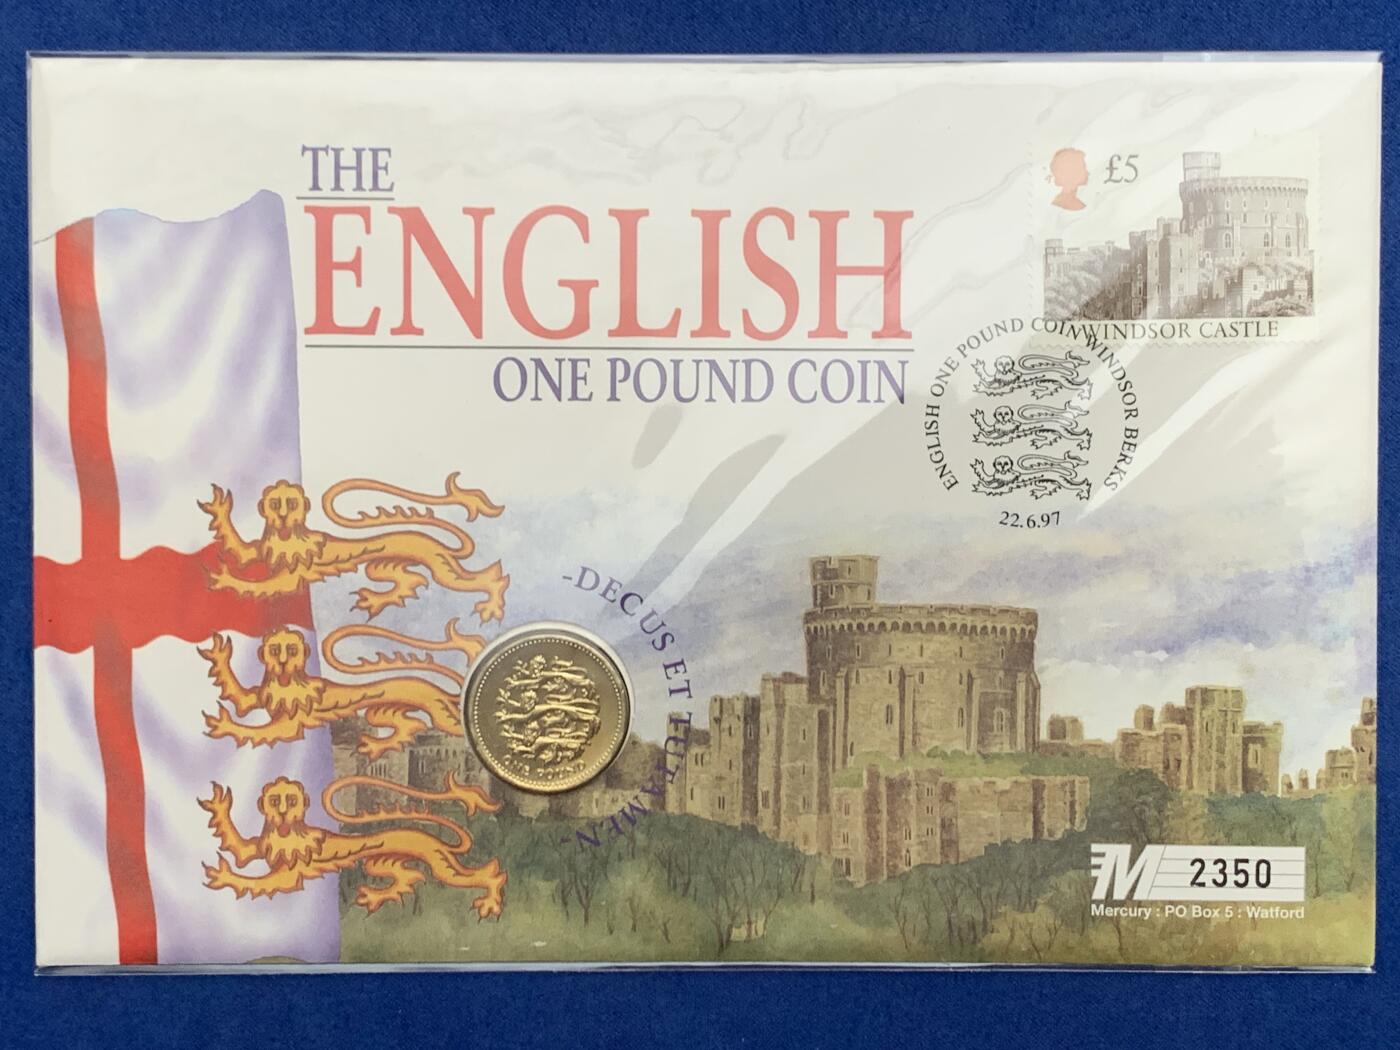 THE
ENGLISH
ONE POUND COIN
£5
WINDSOR CASTLE
ENGLISH ONE POUND COIN WINDSOR BERKS
22.6.97
-DECUS ET TUTAMEN-
ONE POUND
M 2350
Mercury : PO Box 5 : Watford